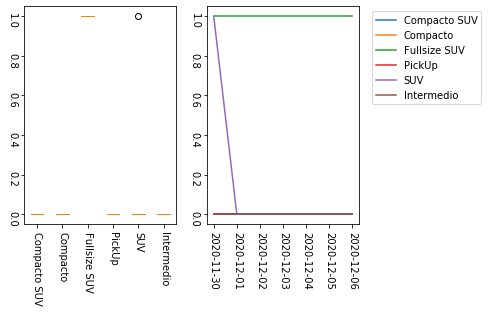 1.0
0.8
0.6
0.4
0.2
0.0
Compacto SUV
Compacto
Fullsize SUV
PickUp
SUV
Intermedio
1.0
0.8
0.6
0.4
0.2
0.0
2020-11-30
2020-12-01
2020-12-02
2020-12-03
2020-12-04
2020-12-05
2020-12-06
Compacto SUV
Compacto
Fullsize SUV
PickUp
SUV
Intermedio